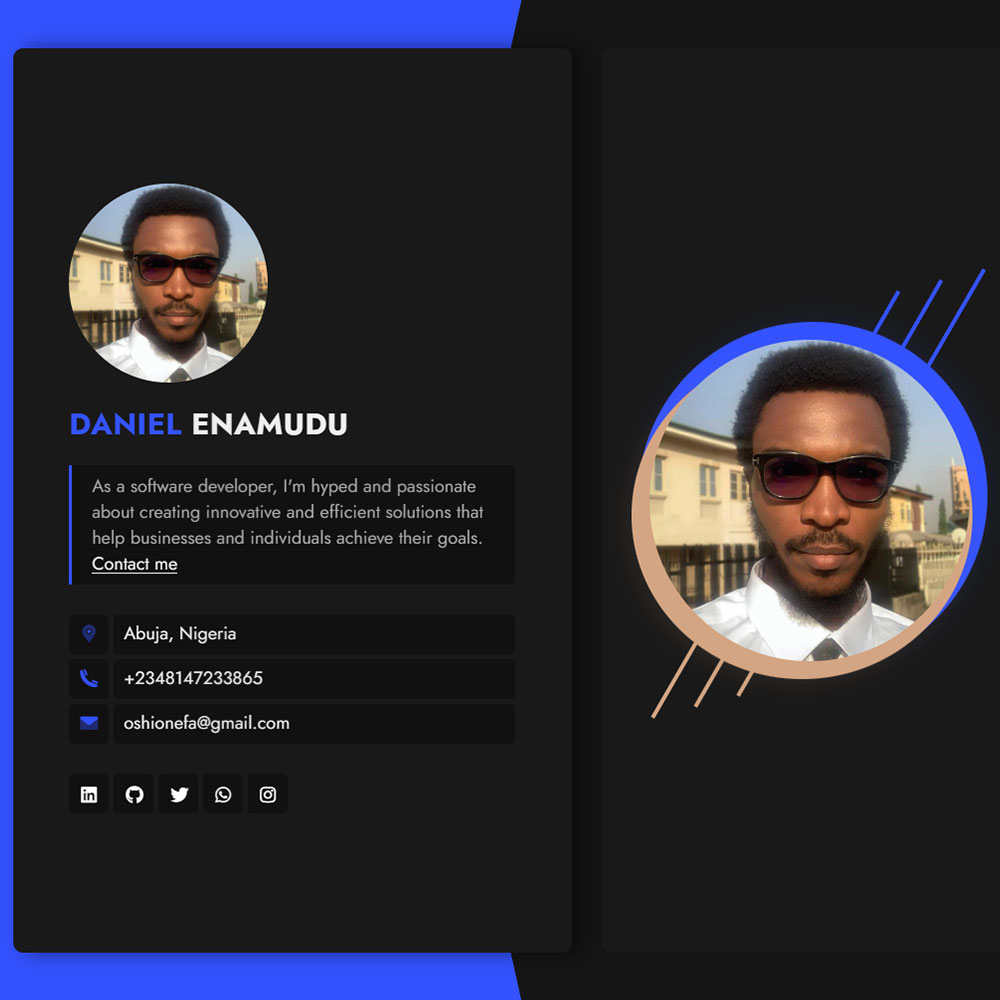 DANIEL ENAMUDU
As a software developer, I'm hyped and passionate
about creating innovative and efficient solutions that
help businesses and individuals achieve their goals.
Contact me
Abuja, Nigeria
+2348147233865
oshionefa@gmail.com
in